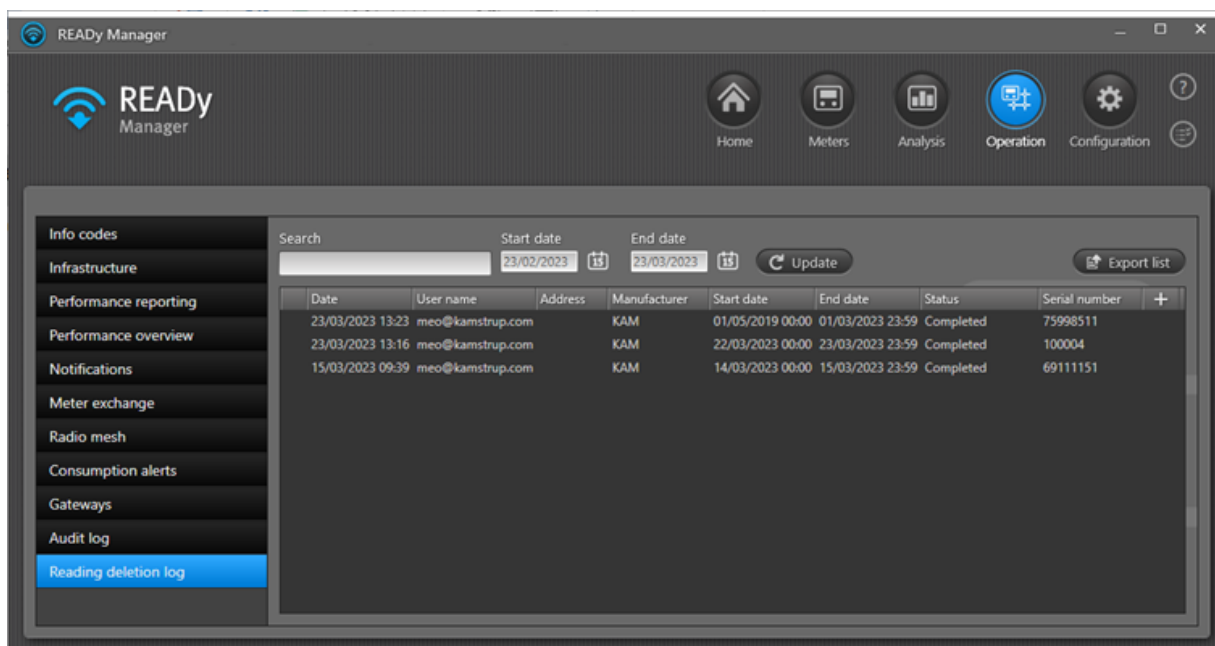 READy Manager
READy
Manager
Home Meters Analysis Operation Configuration
Info codes
Infrastructure
Performance reporting
Performance overview
Notifications
Meter exchange
Radio mesh
Consumption alerts
Gateways
Audit log
Reading deletion log
Search Start date End date
23/02/2023 15 23/03/2023 15 Update Export list
Date User name Address Manufacturer Start date End date Status Serial number +
23/03/2023 13:23 meo@kamstrup.com KAM 01/05/2019 00:00 01/03/2023 23:59 Completed 75998511
23/03/2023 13:16 meo@kamstrup.com KAM 22/03/2023 00:00 23/03/2023 23:59 Completed 100004
15/03/2023 09:39 meo@kamstrup.com KAM 14/03/2023 00:00 15/03/2023 23:59 Completed 69111151